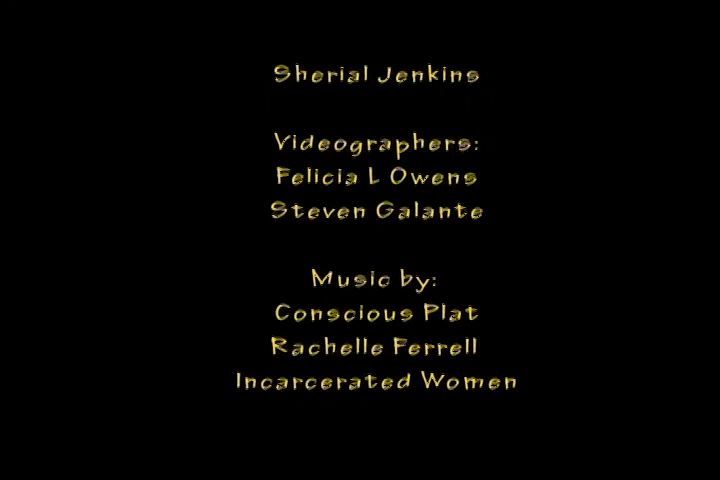 Sherial Jenkins
Videographers:
Felicia L Owens
Steven Galante
Music by:
Conscious Plat
Rachelle Ferrell
Incarcerated Women